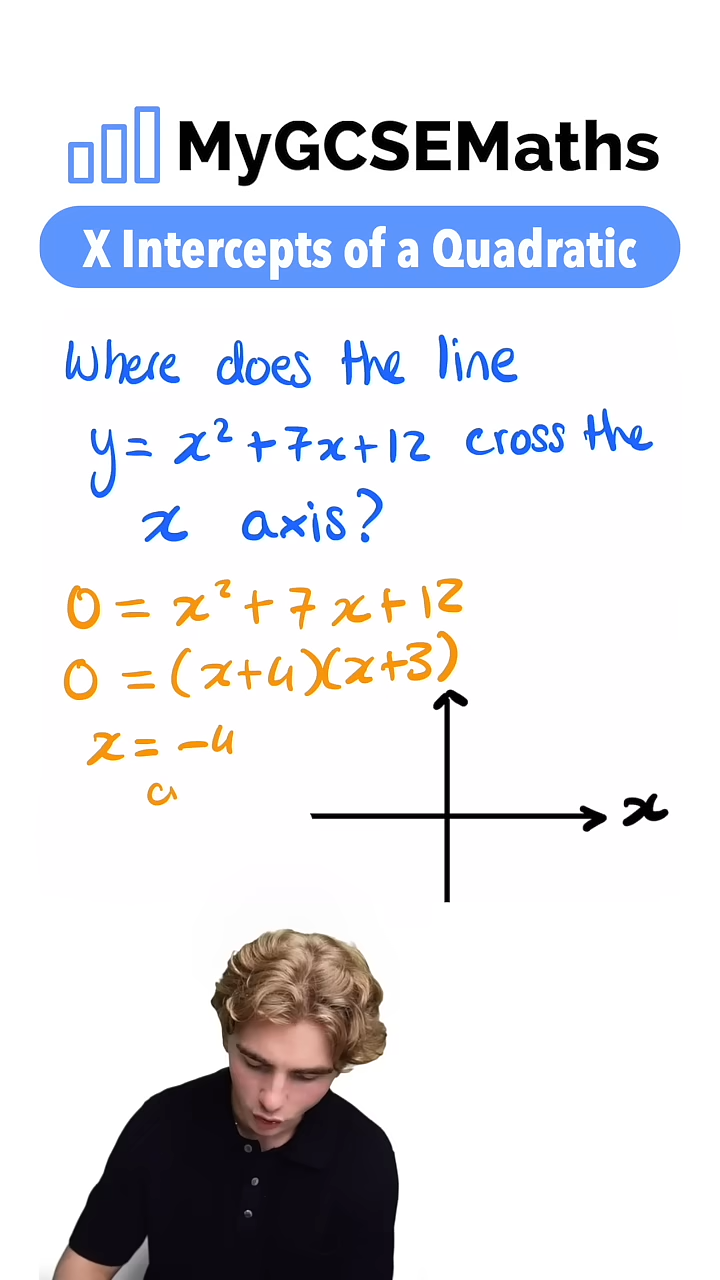 MyGCSEMaths
X Intercepts of a Quadratic
Where does the line
y = x² + 7x + 12 cross the
x axis?
0 = x² + 7x + 12
0 = (x+4)(x+3)
x = -4
x